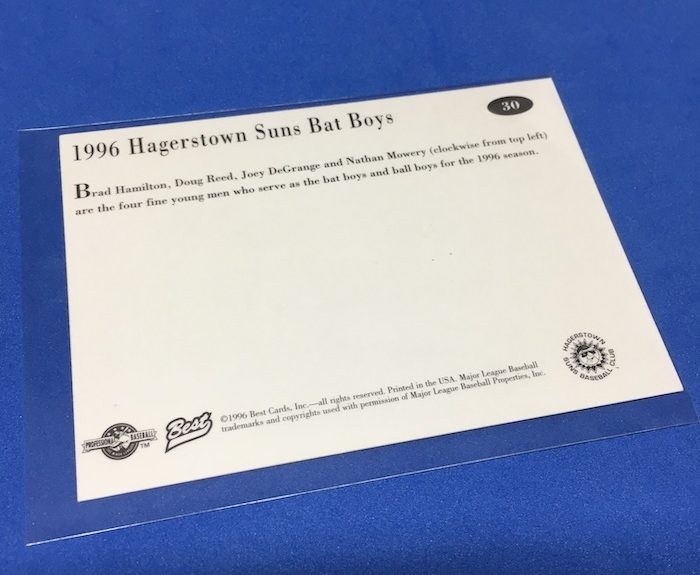 30
1996 Hagerstown Suns Bat Boys
Brad Hamilton, Doug Reed, Joey DeGrange and Nathan Mowery (clockwise from top left)
are the four fine young men who serve as the bat boys and ball boys for the 1996 season.
HAGERSTOWN
SUNS BASEBALL CLUB
©1996 Best Cards, Inc.—all rights reserved. Printed in the USA. Major League Baseball
trademarks and copyrights used with permission of Major League Baseball Properties, Inc.
PROFESSIONAL BASEBALL
TM
Best